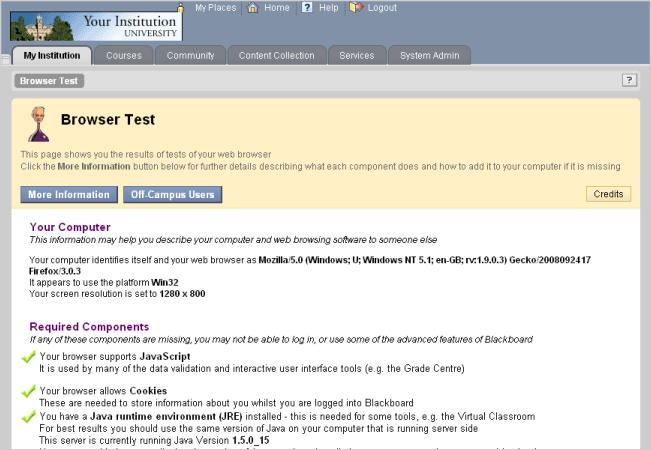 My Places Home ? Help Logout
Your Institution
UNIVERSITY
My Institution Courses Community Content Collection Services System Admin
Browser Test ?
Browser Test
This page shows you the results of tests of your web browser
Click the More Information button below for further details describing what each component does and how to add it to your computer if it is missing
More Information Off-Campus Users Credits
Your Computer
This information may help you describe your computer and web browsing software to someone else
Your computer identifies itself and your web browser as Mozilla/5.0 (Windows; U; Windows NT 5.1; en-GB; rv:1.9.0.3) Gecko/2008092417
Firefox/3.0.3
It appears to use the platform Win32
Your screen resolution is set to 1280 x 800
Required Components
If any of these components are missing, you may not be able to log in, or use some of the advanced features of Blackboard
Your browser supports JavaScript
It is used by many of the data validation and interactive user interface tools (e.g. the Grade Centre)
Your browser allows Cookies
These are needed to store information about you whilst you are logged into Blackboard
You have a Java runtime environment (JRE) installed - this is needed for some tools, e.g. the Virtual Classroom
For best results you should use the same version of Java on your computer that is running server side
This server is currently running Java Version 1.5.0_15